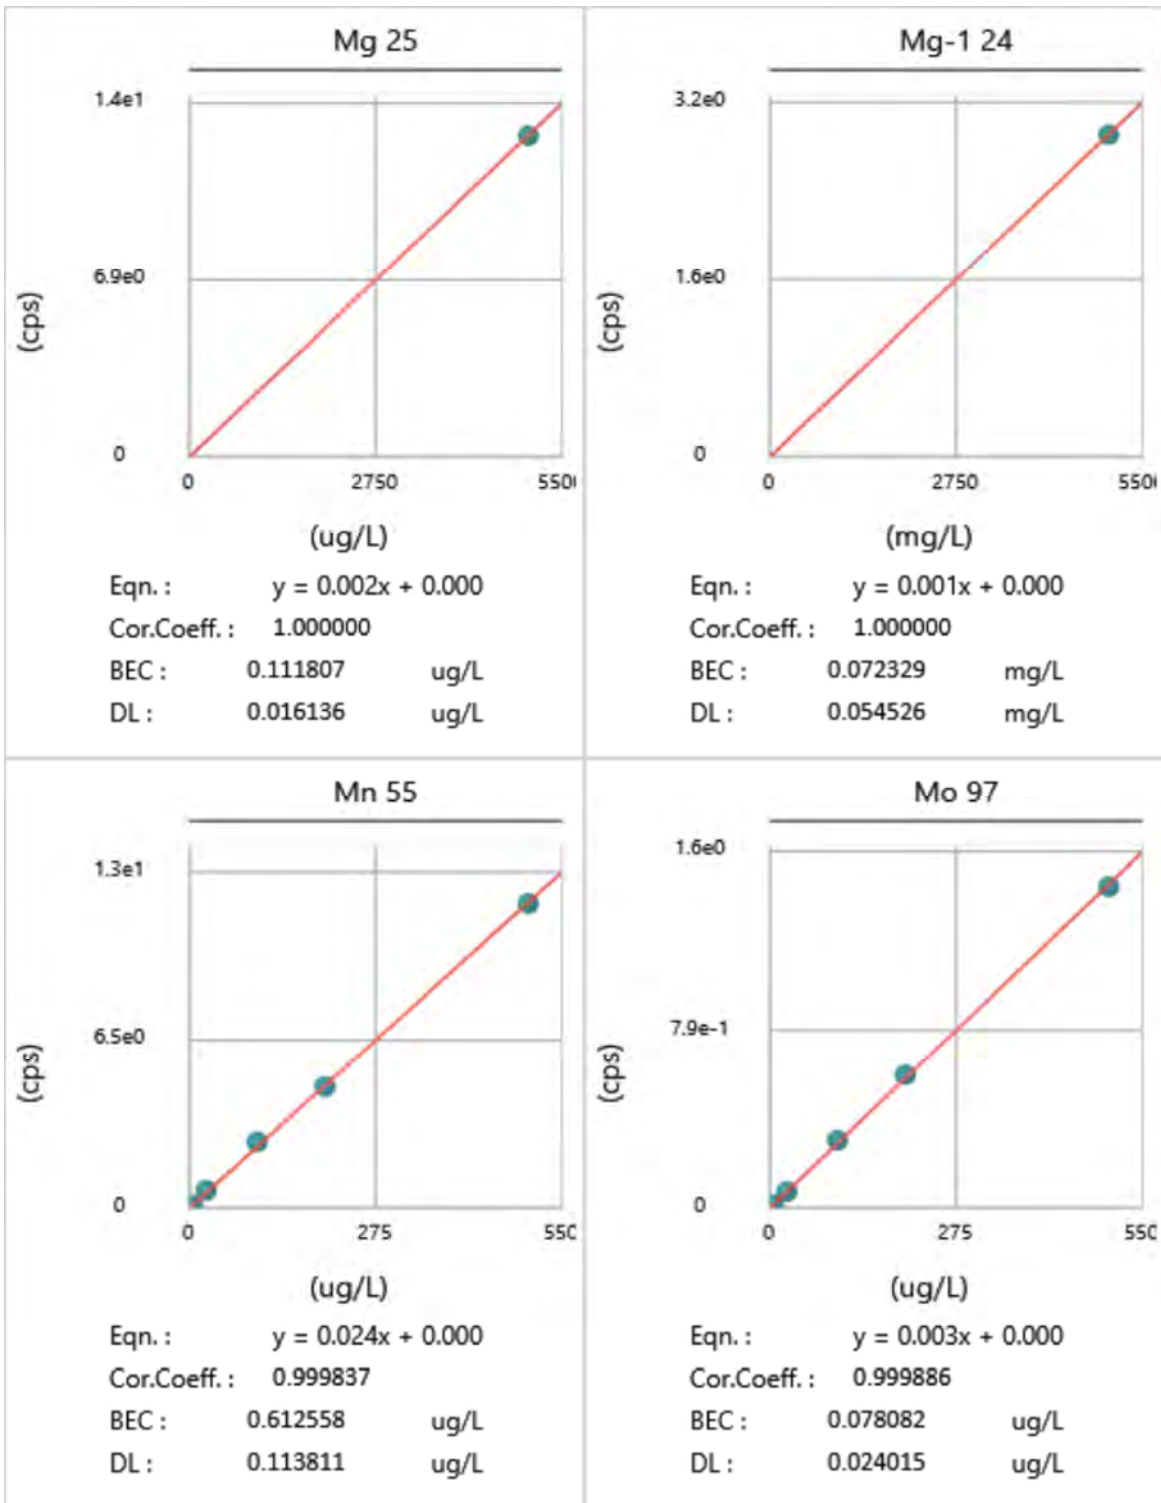 Mg 25
1.4e1
6.9e0
0
(cps)
0 2750 550
(ug/L)
Eqn. : y = 0.002x + 0.000
Cor.Coeff. : 1.000000
BEC : 0.111807 ug/L
DL : 0.016136 ug/L
Mg-1 24
3.2e0
1.6e0
0
(cps)
0 2750 550
(mg/L)
Eqn. : y = 0.001x + 0.000
Cor.Coeff. : 1.000000
BEC : 0.072329 mg/L
DL : 0.054526 mg/L
Mn 55
1.3e1
6.5e0
0
(cps)
0 275 550
(ug/L)
Eqn. : y = 0.024x + 0.000
Cor.Coeff. : 0.999837
BEC : 0.612558 ug/L
DL : 0.113811 ug/L
Mo 97
1.6e0
7.9e-1
0
(cps)
0 275 550
(ug/L)
Eqn. : y = 0.003x + 0.000
Cor.Coeff. : 0.999886
BEC : 0.078082 ug/L
DL : 0.024015 ug/L